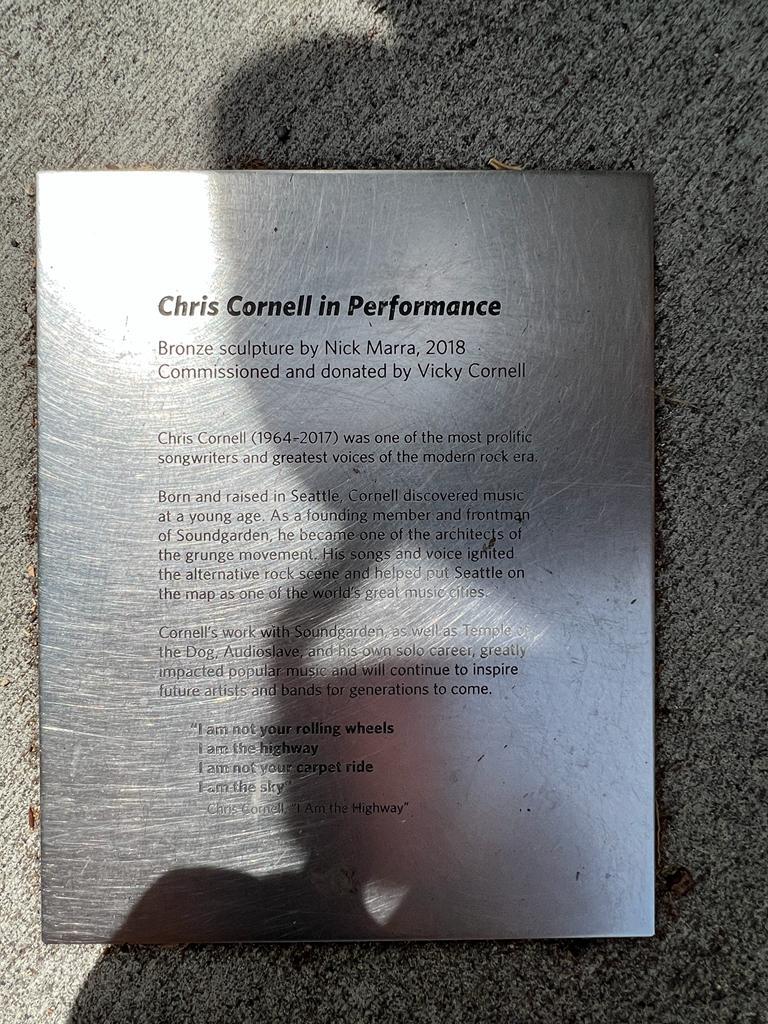 Chris Cornell in Performance
Bronze sculpture by Nick Marra, 2018
Commissioned and donated by Vicky Cornell
Chris Cornell (1964–2017) was one of the most prolific
songwriters and greatest voices of the modern rock era.
Born and raised in Seattle, Cornell discovered music
at a young age. As a founding member and frontman
of Soundgarden, he became one of the architects of
the grunge movement. His songs and voice ignited
the alternative rock scene and helped put Seattle on
the map as one of the world's great music cities.
Cornell's work with Soundgarden, as well as Temple of
the Dog, Audioslave, and his own solo career, greatly
impacted popular music and will continue to inspire
future artists and bands for generations to come.
"I am not your rolling wheels
I am the highway
I am not your carpet ride
I am the sky"
Chris Cornell, "I Am the Highway"